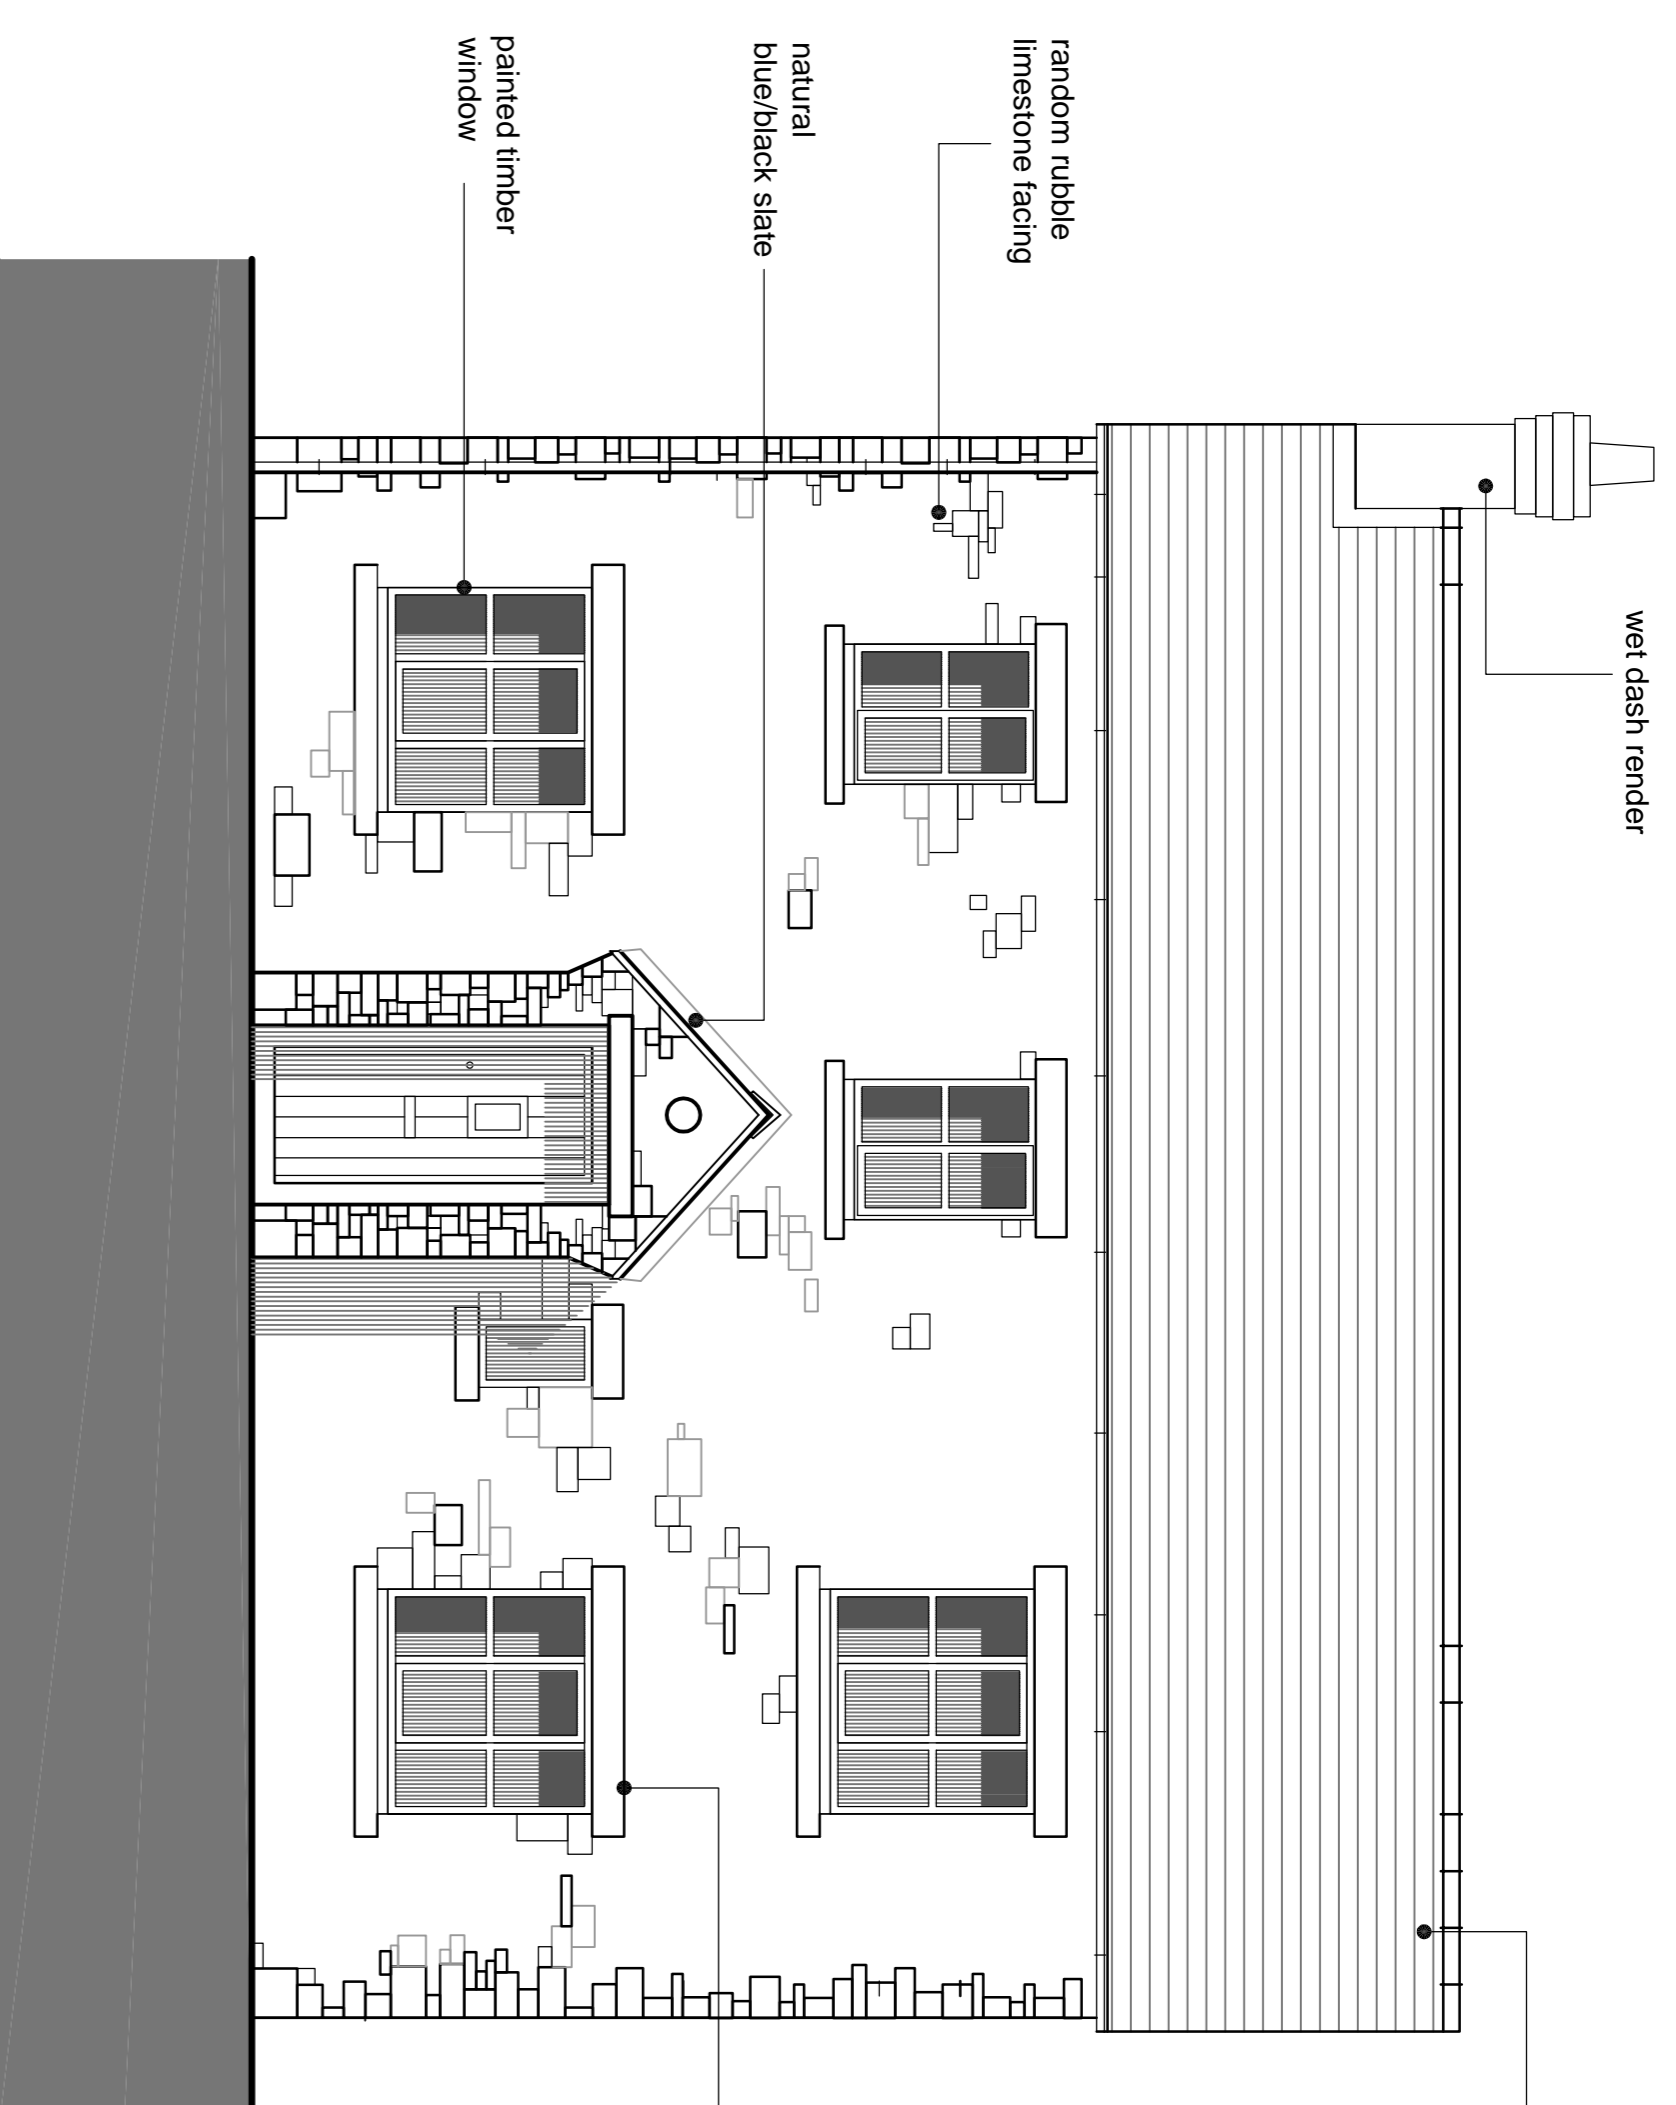 wet dash render
random rubble
limestone facing
natural
blue/black slate
painted timber
window